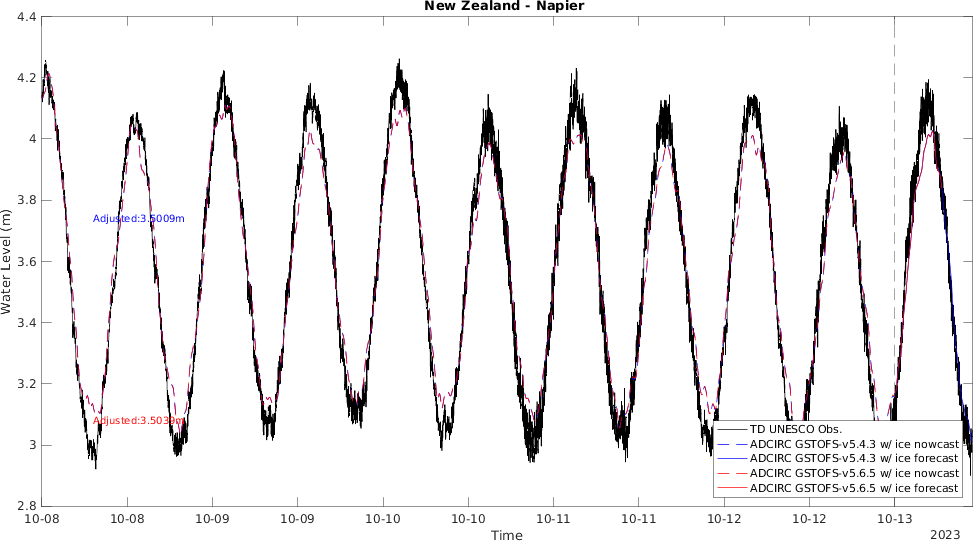 New Zealand - Napier
4.4
4.2
4
3.8
3.6
3.4
3.2
3
2.8
Water Level (m)
Adjusted:3.5009m
Adjusted:3.5039m
TD UNESCO Obs.
ADCIRC GSTOFS-v5.4.3 w/ ice nowcast
ADCIRC GSTOFS-v5.4.3 w/ ice forecast
ADCIRC GSTOFS-v5.6.5 w/ ice nowcast
ADCIRC GSTOFS-v5.6.5 w/ ice forecast
10-08 10-08 10-09 10-09 10-10 10-10 10-11 10-11 10-12 10-12 10-13
Time
2023